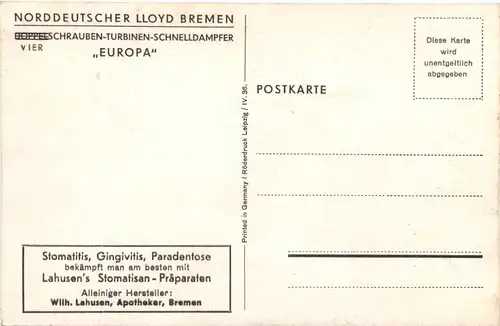 NORDDEUTSCHER LLOYD BREMEN
DOPPELSCHRAUBEN-TURBINEN-SCHNELLDAMPFER
VIER
„EUROPA"
Diese Karte
wird
unentgeltlich
abgegeben
POSTKARTE
Printed in Germany / Röderdruck Leipzig / IV. 36.
Stomatitis, Gingivitis, Paradentose
bekämpft man am besten mit
Lahusen's Stomatisan-Präparaten
Alleiniger Hersteller:
Wilh. Lahusen, Apotheker, Bremen